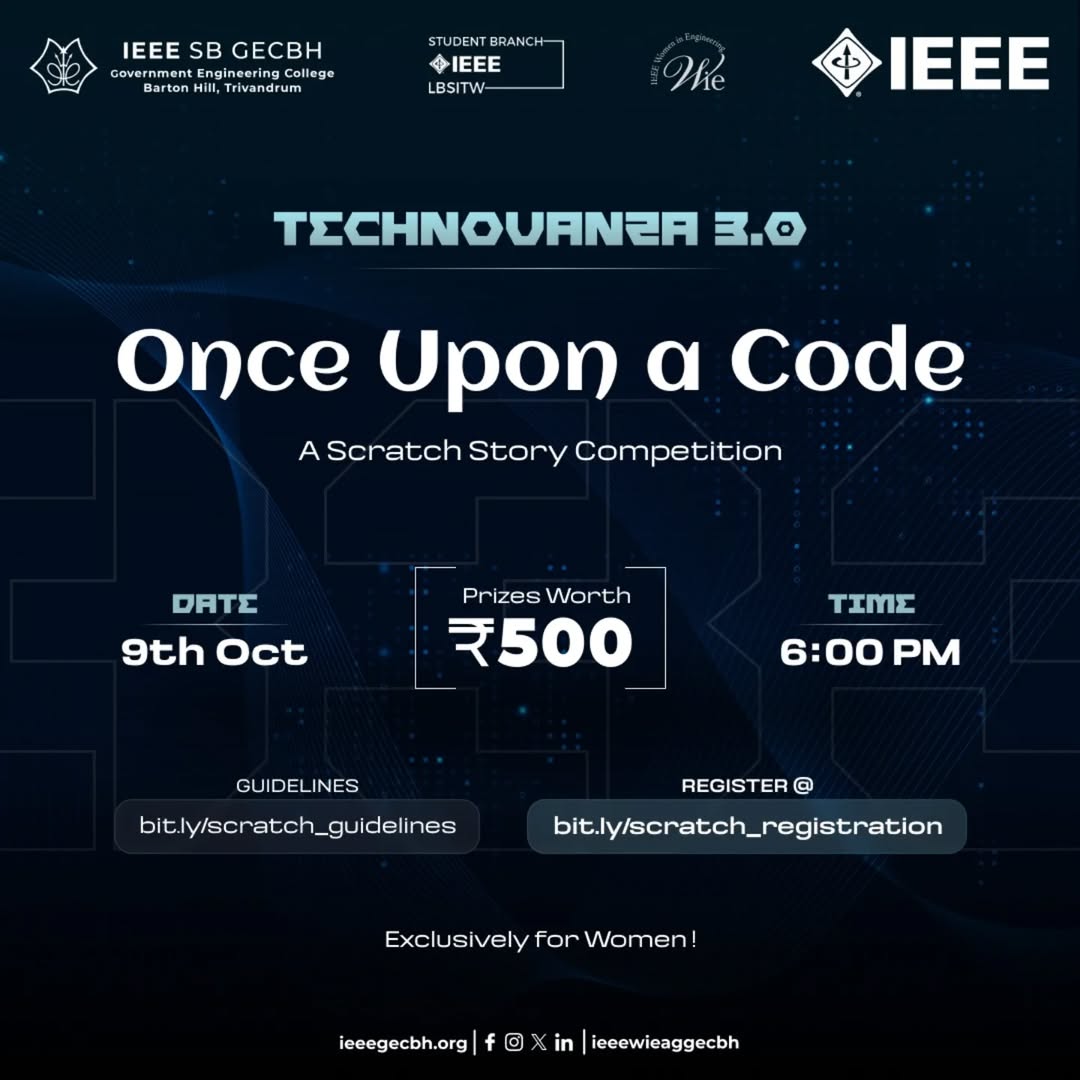 IEEE SB GECBH
Government Engineering College
Barton Hill, Trivandrum
STUDENT BRANCH
IEEE
LBSITW
IEEE Women in Engineering
Wie
IEEE
TECHNOVANZA 3.0
Once Upon a Code
A Scratch Story Competition
DATE
9th Oct
Prizes Worth
₹500
TIME
6:00 PM
GUIDELINES
bit.ly/scratch_guidelines
REGISTER @
bit.ly/scratch_registration
Exclusively for Women !
ieeegecbh.org
ieeewieaggecbh